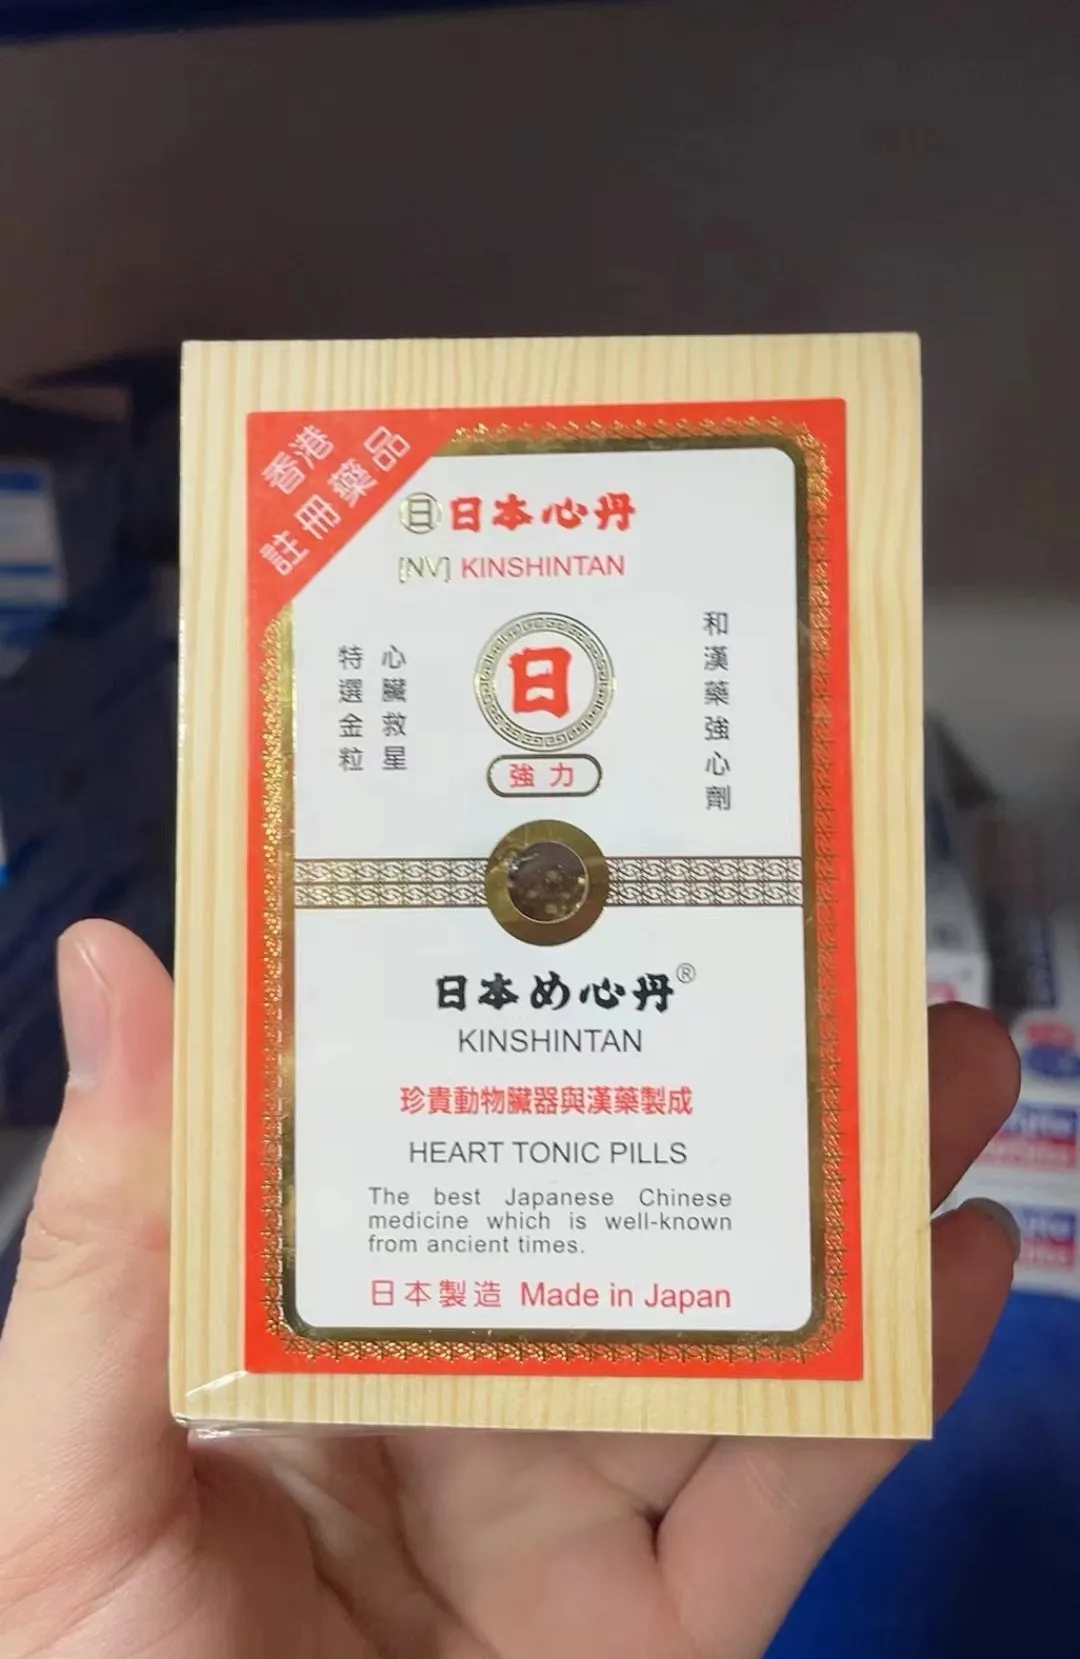 香港
註冊藥品
日 日本心丹
[NV] KINSHINTAN
和漢藥強心劑
心臟救星
特選金粒
日
強力
日本め心丹®
KINSHINTAN
珍貴動物臟器與漢藥製成
HEART TONIC PILLS
The best Japanese Chinese
medicine which is well-known
from ancient times.
日本製造 Made in Japan